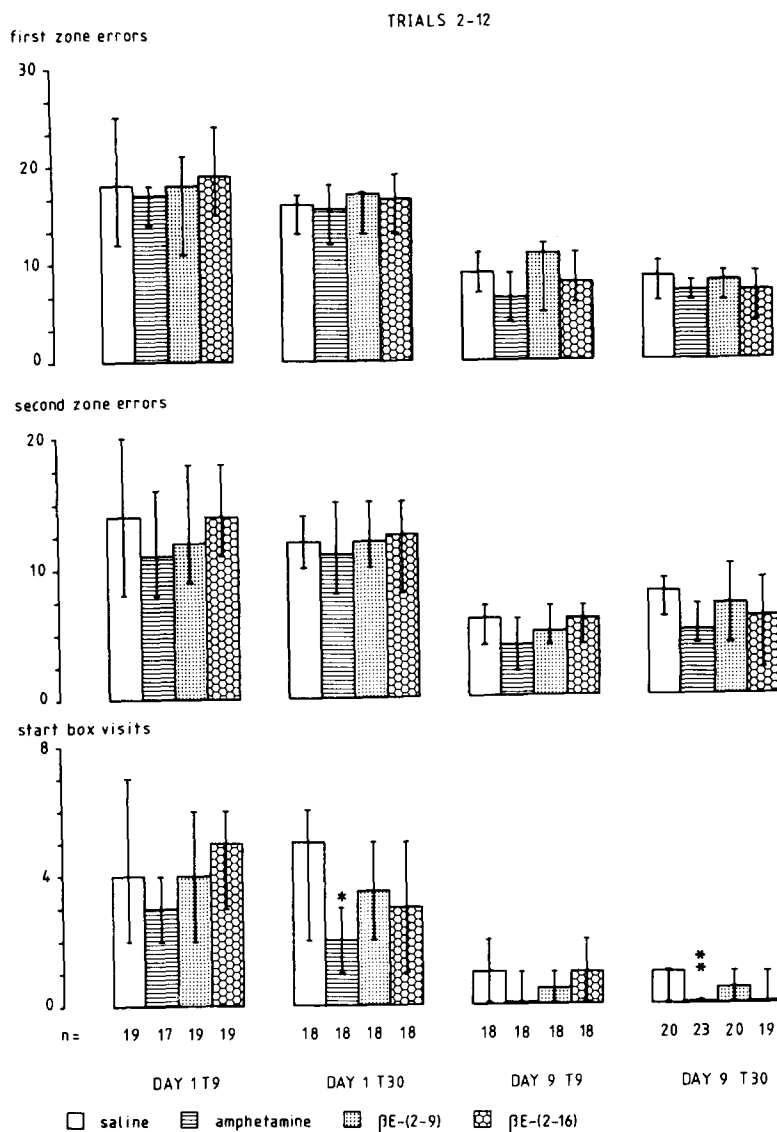 TRIALS 2-12
first zone errors
30
20
10
0
second zone errors
20
10
0
start box visits
8
4
0
*
*
*
n= 19 17 19 19 18 18 18 18 18 18 18 18 20 23 20 19
DAY 1 T9 DAY 1 T30 DAY 9 T9 DAY 9 T30
saline amphetamine βE-(2-9) βE-(2-16)